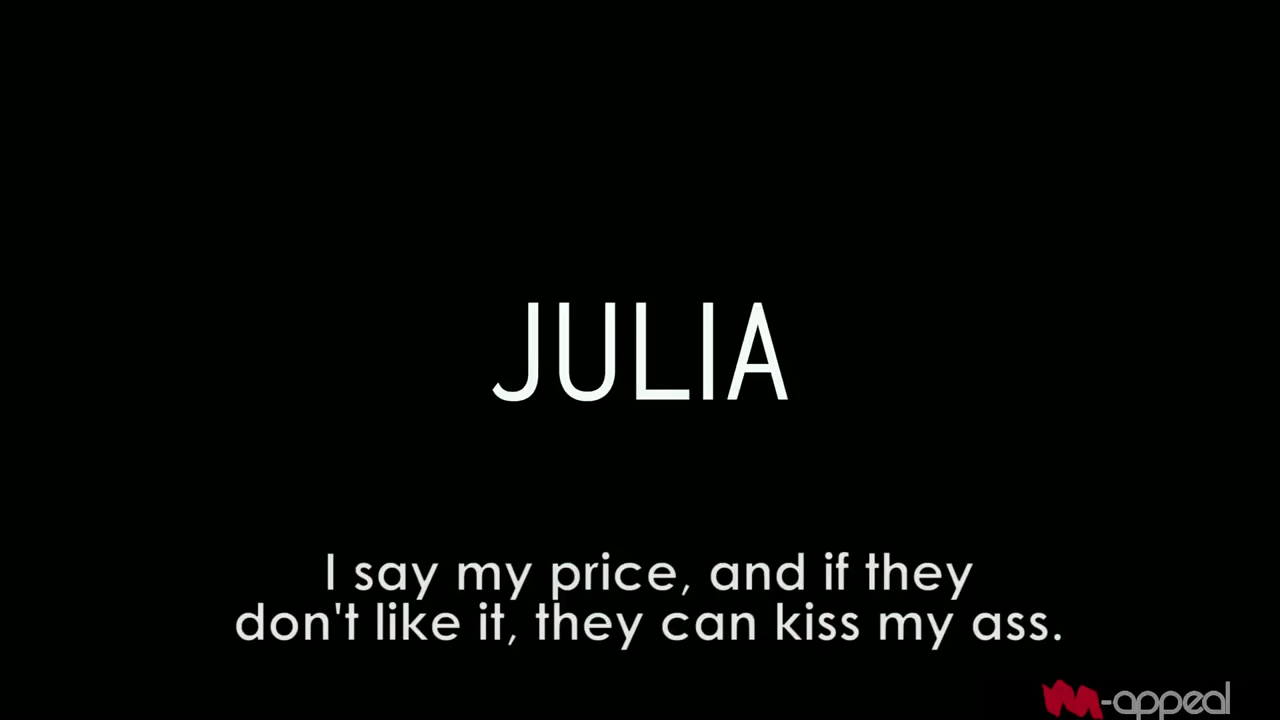 JULIA
I say my price, and if they
don't like it, they can kiss my ass.
m-appeal